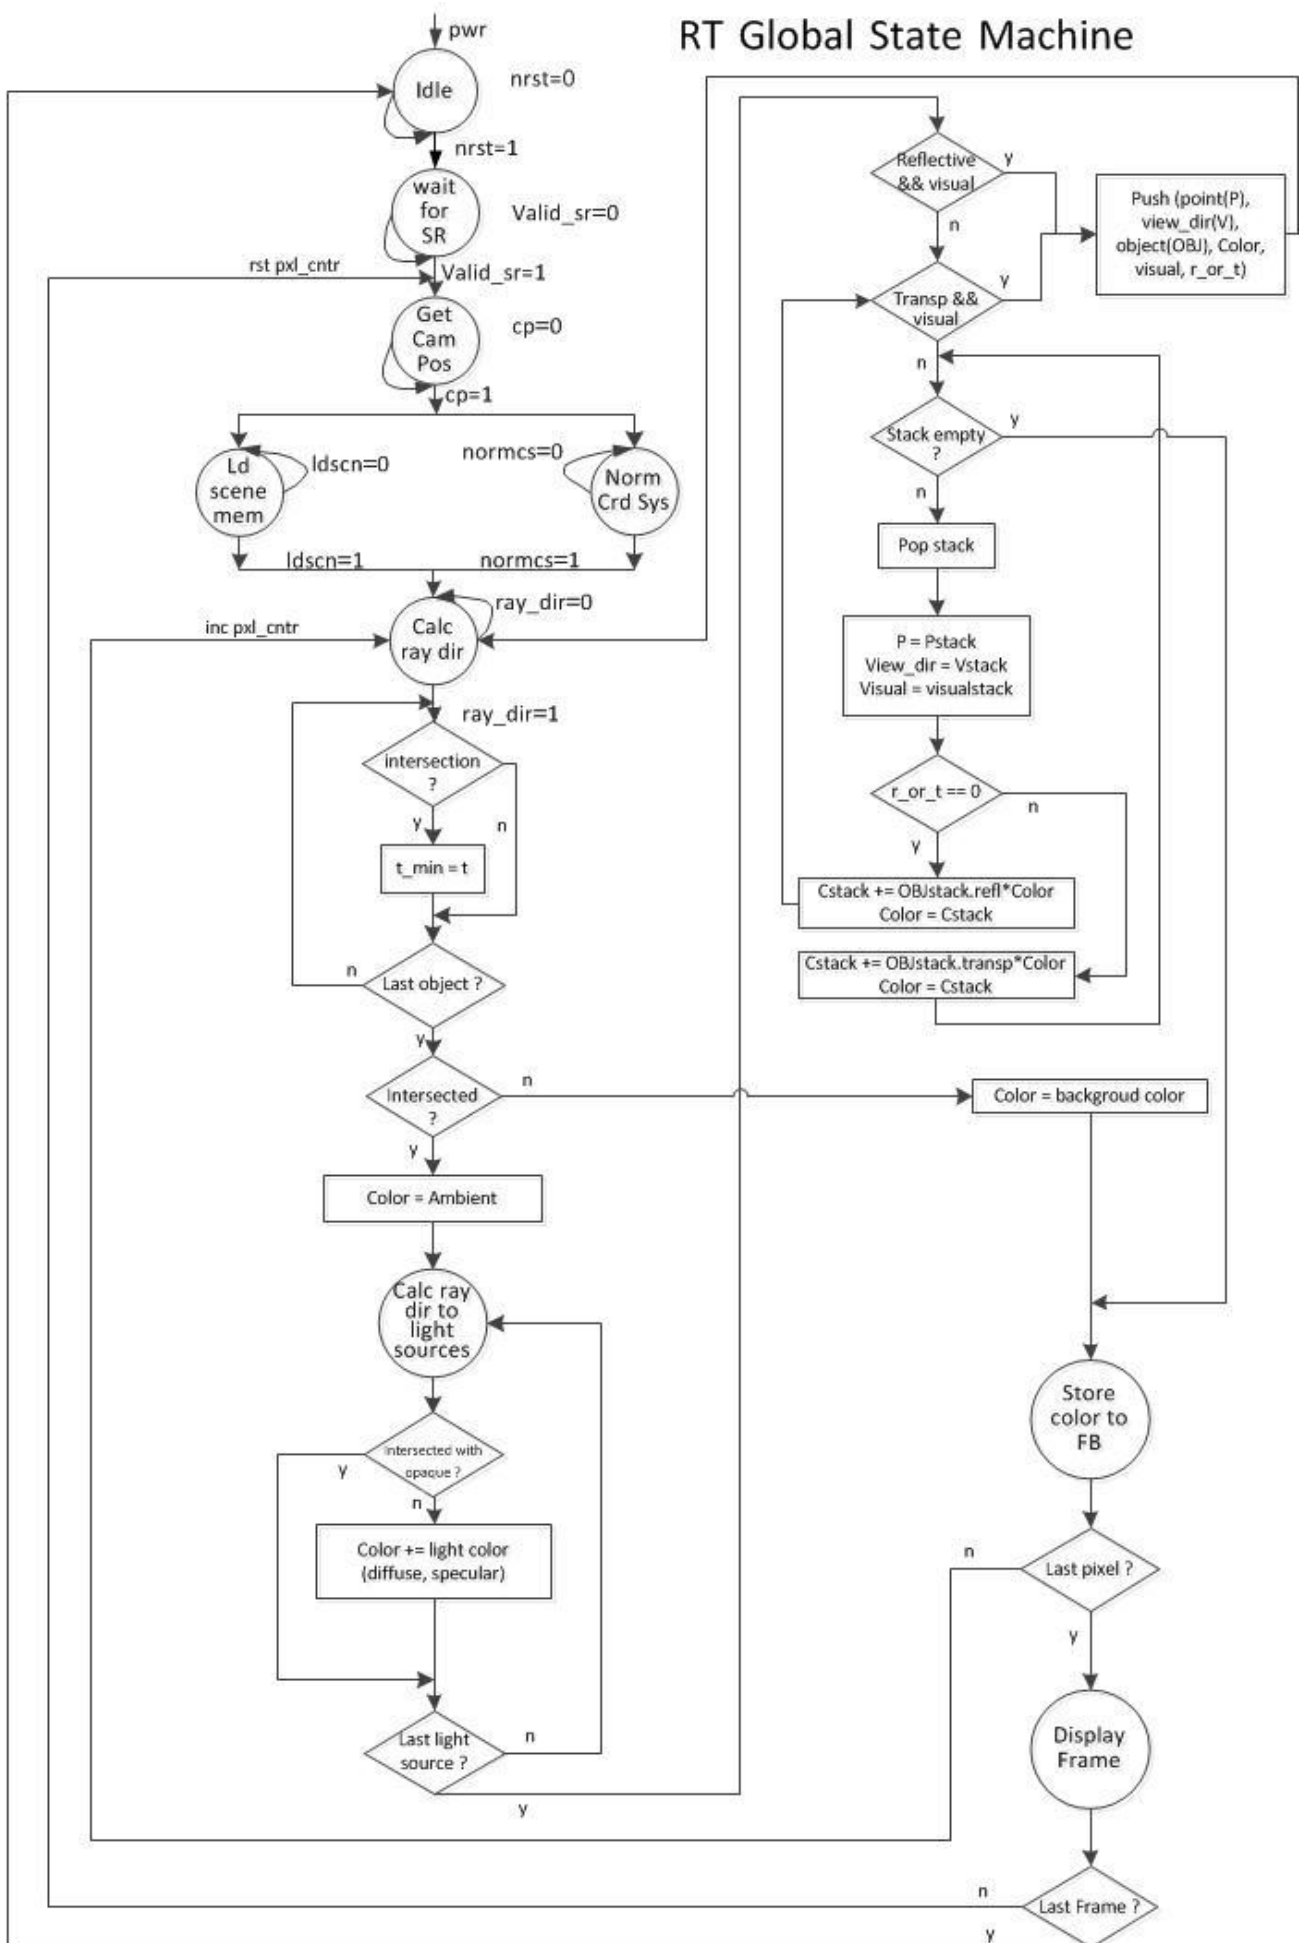 RT Global State Machine
pwr
Idle
nrst=0
nrst=1
wait
for
SR
Valid_sr=0
rst pxl_cntr
Valid_sr=1
Get
Cam
Pos
cp=0
cp=1
Ld
scene
mem
ldscn=0
normcs=0
Norm
Crd Sys
ldscn=1
normcs=1
ray_dir=0
inc pxl_cntr
Calc
ray dir
ray_dir=1
intersection
?
y
n
t_min = t
n
Last object ?
y
Intersected
?
n
y
Color = Ambient
Calc ray
dir to
light
sources
Intersected with
opaque ?
y
n
Color += light color
(diffuse, specular)
Last light
source ?
n
y
Reflective
&& visual
y
n
Push (point(P),
view_dir(V),
object(OBJ), Color,
visual, r_or_t)
Transp &&
visual
y
n
Stack empty
?
y
n
Pop stack
P = Pstack
View_dir = Vstack
Visual = visualstack
r_or_t == 0
n
y
Cstack += OBJstack.refl*Color
Color = Cstack
Cstack += OBJstack.transp*Color
Color = Cstack
Color = backgroud color
Store
color to
FB
n
Last pixel ?
y
Display
Frame
n
Last Frame ?
y